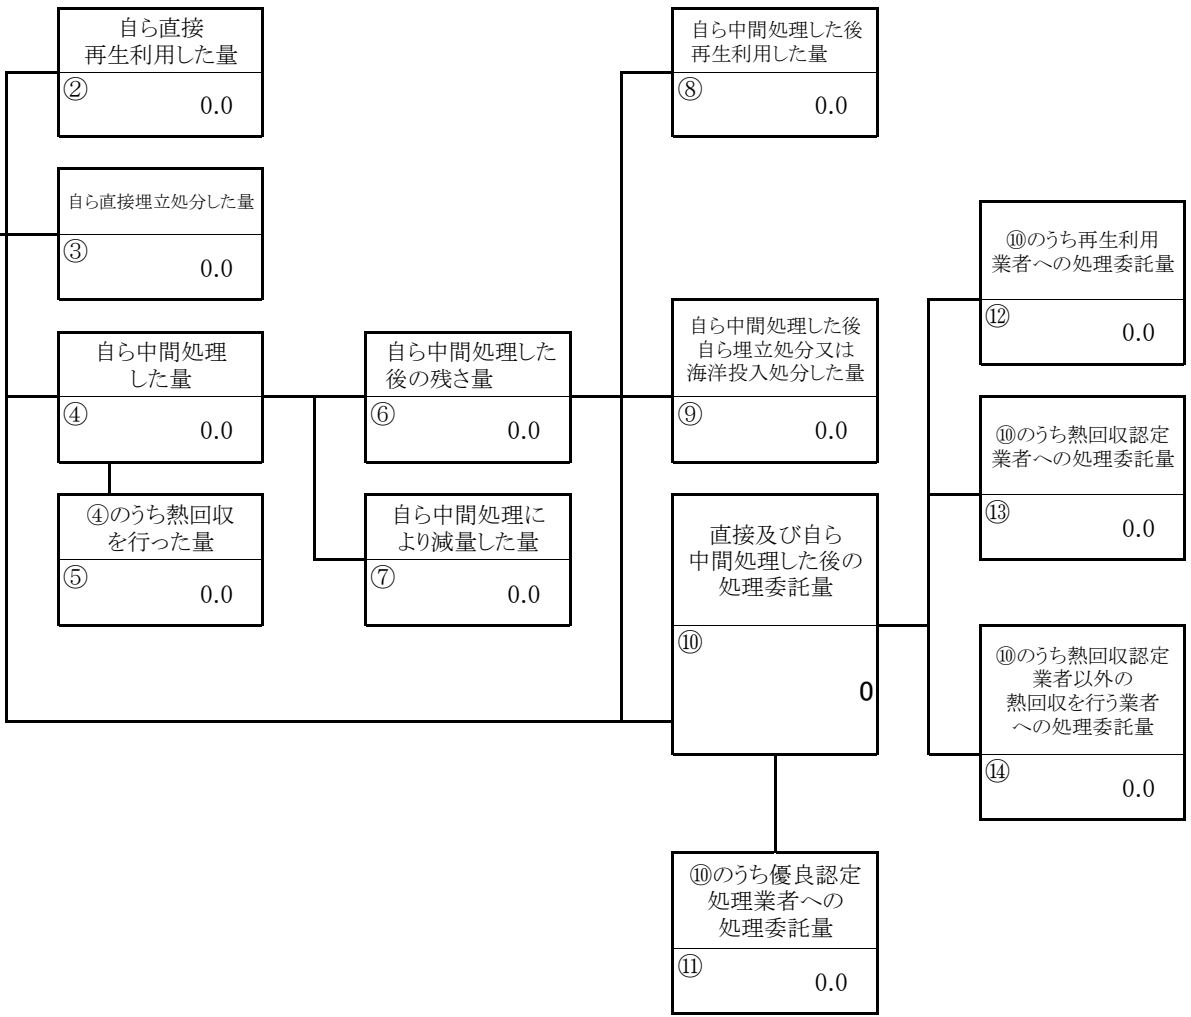 自ら直接
再生利用した量
②
0.0
自ら直接埋立処分した量
③
0.0
自ら中間処理
した量
④
0.0
④のうち熱回収
を行った量
⑤
0.0
自ら中間処理した
後の残さ量
⑥
0.0
自ら中間処理に
より減量した量
⑦
0.0
自ら中間処理した後
再生利用した量
⑧
0.0
自ら中間処理した後
自ら埋立処分又は
海洋投入処分した量
⑨
0.0
直接及び自ら
中間処理した後の
処理委託量
⑩
0
⑩のうち優良認定
処理業者への
処理委託量
⑪
0.0
⑩のうち再生利用
業者への処理委託量
⑫
0.0
⑩のうち熱回収認定
業者への処理委託量
⑬
0.0
⑩のうち熱回収認定
業者以外の
熱回収を行う業者
への処理委託量
⑭
0.0